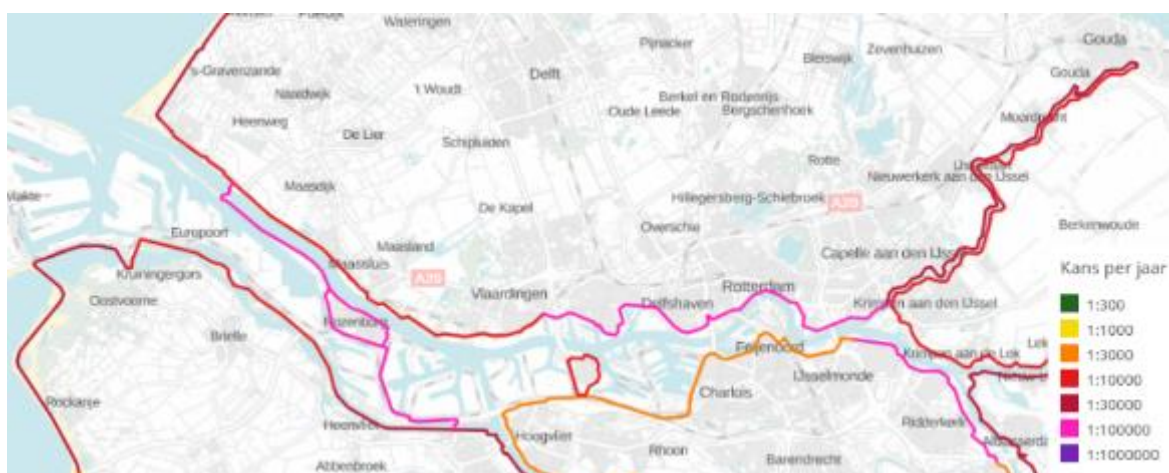 Wateringen
Pijnacker
Bleiswijk
Zevenhuizen
Gouda
's-Gravenzande
Naaldwijk
't Woudt
Delft
Berkel en Rodenrijs
Bergschenhoek
Gouda
Heenweg
De Lier
Schipluiden
Oude Leede
Moordrecht
Maasdijk
Rotte
Nieuwerkerk aan den IJssel
De Kapel
Hillegersberg-Schiebroek
A20
Europoort
Maasland
Overschie
Berkenwoude
Maassluis
A20
Capelle aan den IJssel
Kruiningergors
Kans per jaar
Oostvoorne
Vlaardingen
Delfshaven
Rotterdam
Krimpen aan den IJssel
1:300
1:1000
Rozenburg
Brielle
Feijenoord
Krimpen aan de Lek
Lek
1:3000
IJsselmonde
1:10000
Charlois
1:30000
Rockanje
Heenvliet
Hoogvliet
Ridderkerk
1:100000
Rhoon
Barendrecht
1:1000000
Abbenbroek